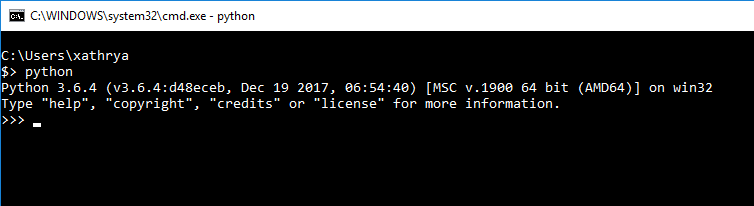 C:\WINDOWS\system32\cmd.exe - python
C:\Users\xathrya
$> python
Python 3.6.4 (v3.6.4:d48eceb, Dec 19 2017, 06:54:40) [MSC v.1900 64 bit (AMD64)] on win32
Type "help", "copyright", "credits" or "license" for more information.
>>> _